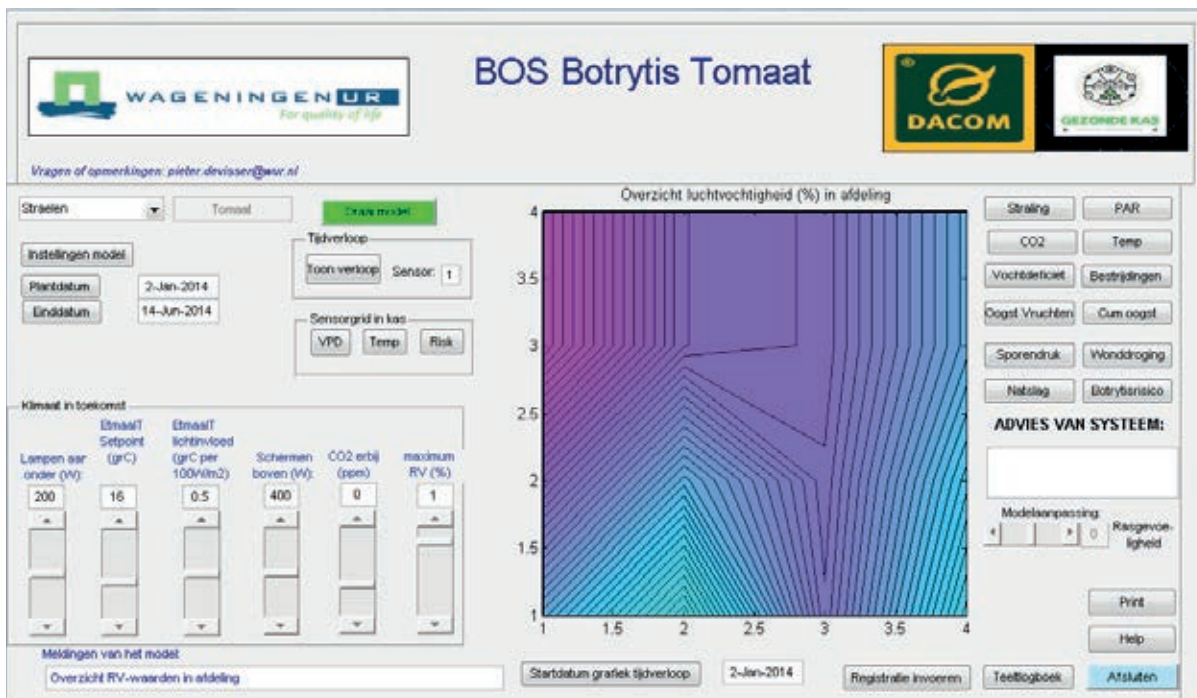 BOS Botrytis Tomaat
WAGENINGEN UR
For quality of life
® DACOM
GEZONDE KAS
Vragen of opmerkingen: pieter.devisser@wur.nl
Straelen
Tomaat
Draai model
Instellingen model
Plantdatum 2-Jan-2014
Einddatum 14-Jun-2014
Tijdverloop
Toon verloop Sensor: 1
Sensorgrid in kas
VPD Temp Risk
Klimaat in toekomst
Lampen aan onder (W):
EtmaalT Setpoint (grC)
EtmaalT lichtinvloed (grC per 100W/m2)
Schermen boven (W):
CO2 erbij (ppm)
maximum RV (%)
200 16 0.5 400 0 1
Meldingen van het model:
Overzicht RV-waarden in afdeling
Overzicht luchtvochtigheid (%) in afdeling
4
3.5
3
2.5
2
1.5
1
1 1.5 2 2.5 3 3.5 4
Startdatum grafiek tijdverloop 2-Jan-2014
Straling PAR
CO2 Temp
Vochtdeficiet Bestrijdingen
Oogst Vruchten Cum oogst
Sporendruk Wonddroging
Natslag Botrytisrisico
ADVIES VAN SYSTEEM:
Modelaanpassing:
0 Rasgevoe-
ligheid
Print
Help
Registratie invoeren Teeltlogboek Afsluiten